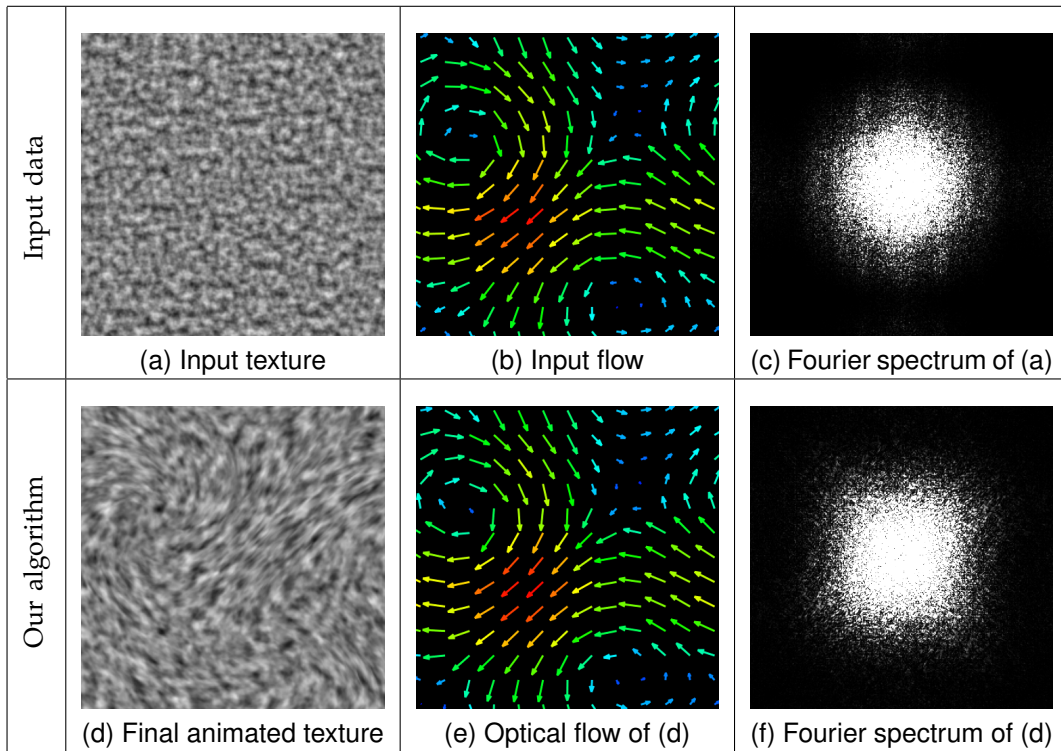 Input data
(a) Input texture
(b) Input flow
(c) Fourier spectrum of (a)
Our algorithm
(d) Final animated texture
(e) Optical flow of (d)
(f) Fourier spectrum of (d)